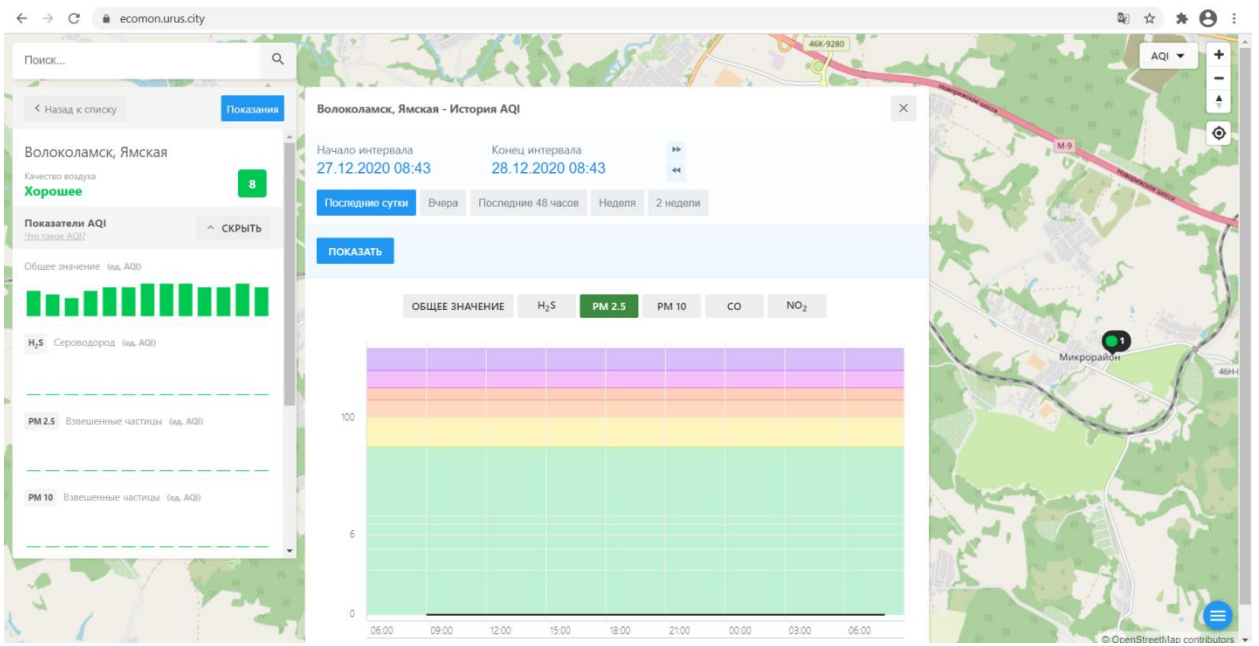 ecomon.urus.city
Поиск...
AQI
Назад к списку
Показания
Волоколамск, Ямская
Качество воздуха
Хорошее
8
Показатели AQI
Что такое AQI?
СКРЫТЬ
Общее значение (ед. AQI)
H₂S Сероводород (ед. AQI)
PM 2.5 Взвешенные частицы (ед. AQI)
PM 10 Взвешенные частицы (ед. AQI)
Волоколамск, Ямская - История AQI
Начало интервала
27.12.2020 08:43
Конец интервала
28.12.2020 08:43
Последние сутки Вчера Последние 48 часов Неделя 2 недели
ПОКАЗАТЬ
ОБЩЕЕ ЗНАЧЕНИЕ H₂S PM 2.5 PM 10 CO NO₂
100
6
0
06:00 09:00 12:00 15:00 18:00 21:00 00:00 03:00 06:00
46К-9280
Новорижское шоссе
М-9
Новорижское шоссе
1
Микрорайон
46Н-
© OpenStreetMap contributors